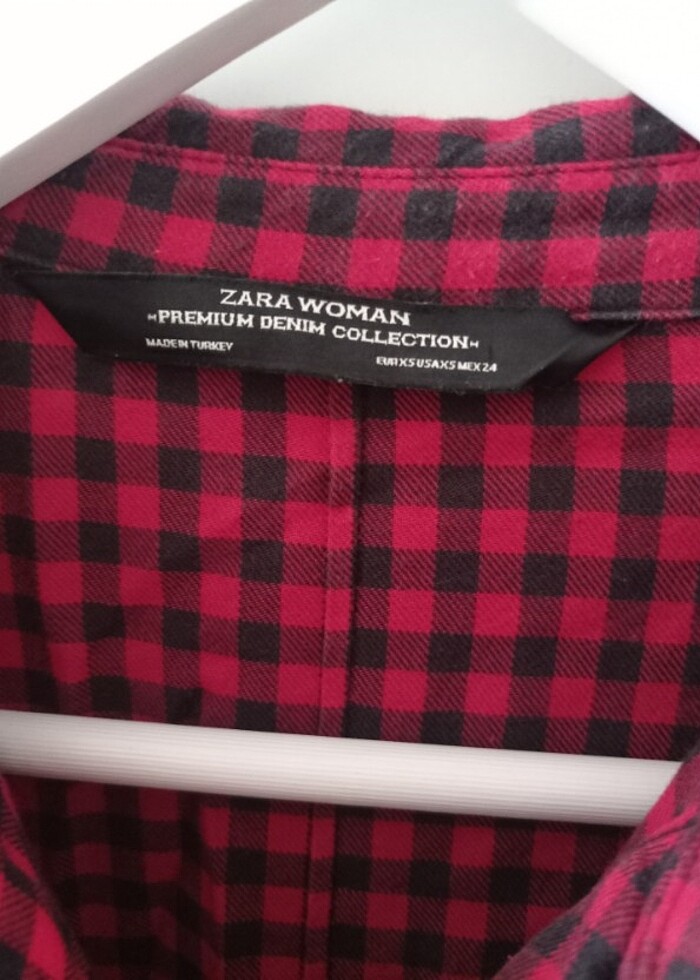 ZARA WOMAN
"PREMIUM DENIM COLLECTION"
MADE IN TURKEY
EUR XS USA XS MEX 24